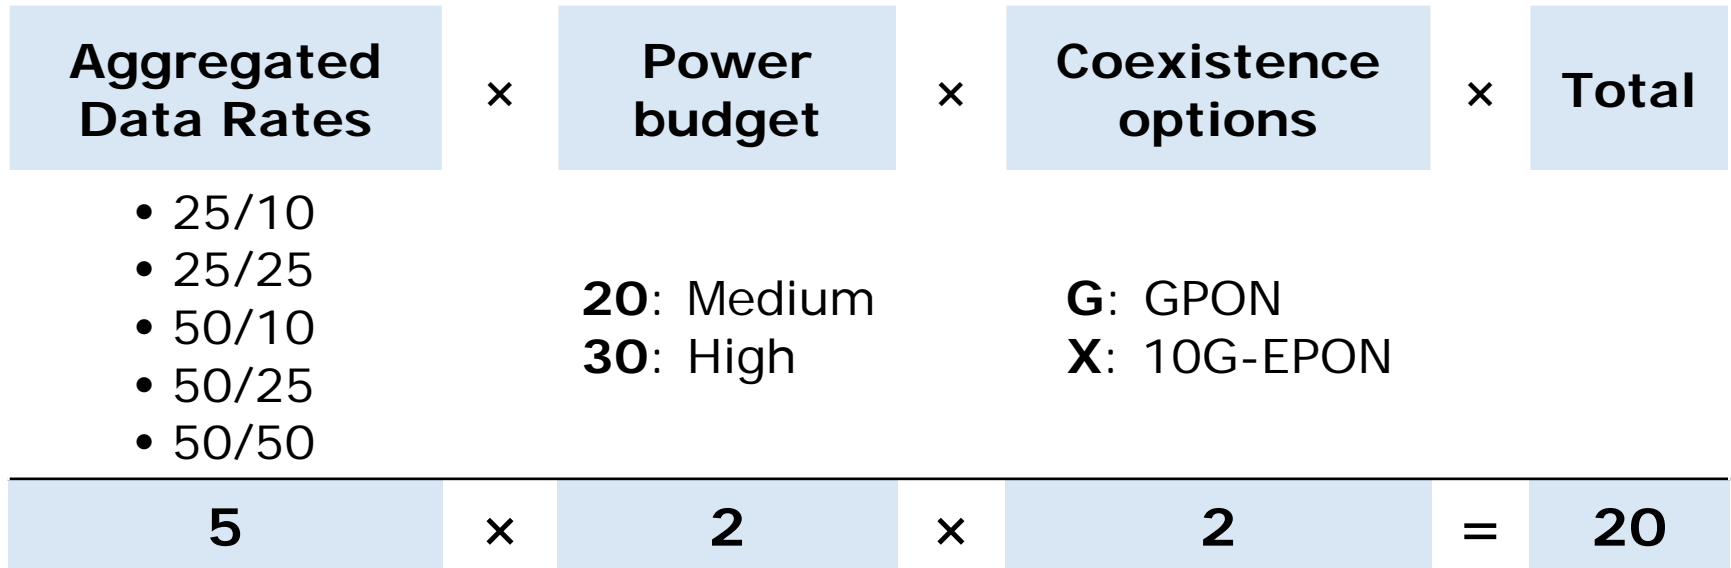 Aggregated Data Rates × Power budget × Coexistence options × Total
• 25/10
• 25/25
• 50/10
• 50/25
• 50/50
20: Medium
30: High
G: GPON
X: 10G-EPON
5 × 2 × 2 = 20